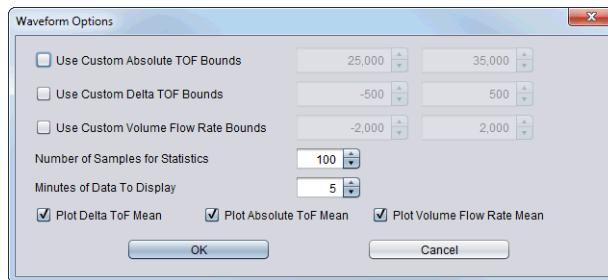 Waveform Options
Use Custom Absolute TOF Bounds 25,000 35,000
Use Custom Delta TOF Bounds -500 500
Use Custom Volume Flow Rate Bounds -2,000 2,000
Number of Samples for Statistics 100
Minutes of Data To Display 5
Plot Delta ToF Mean Plot Absolute ToF Mean Plot Volume Flow Rate Mean
OK Cancel